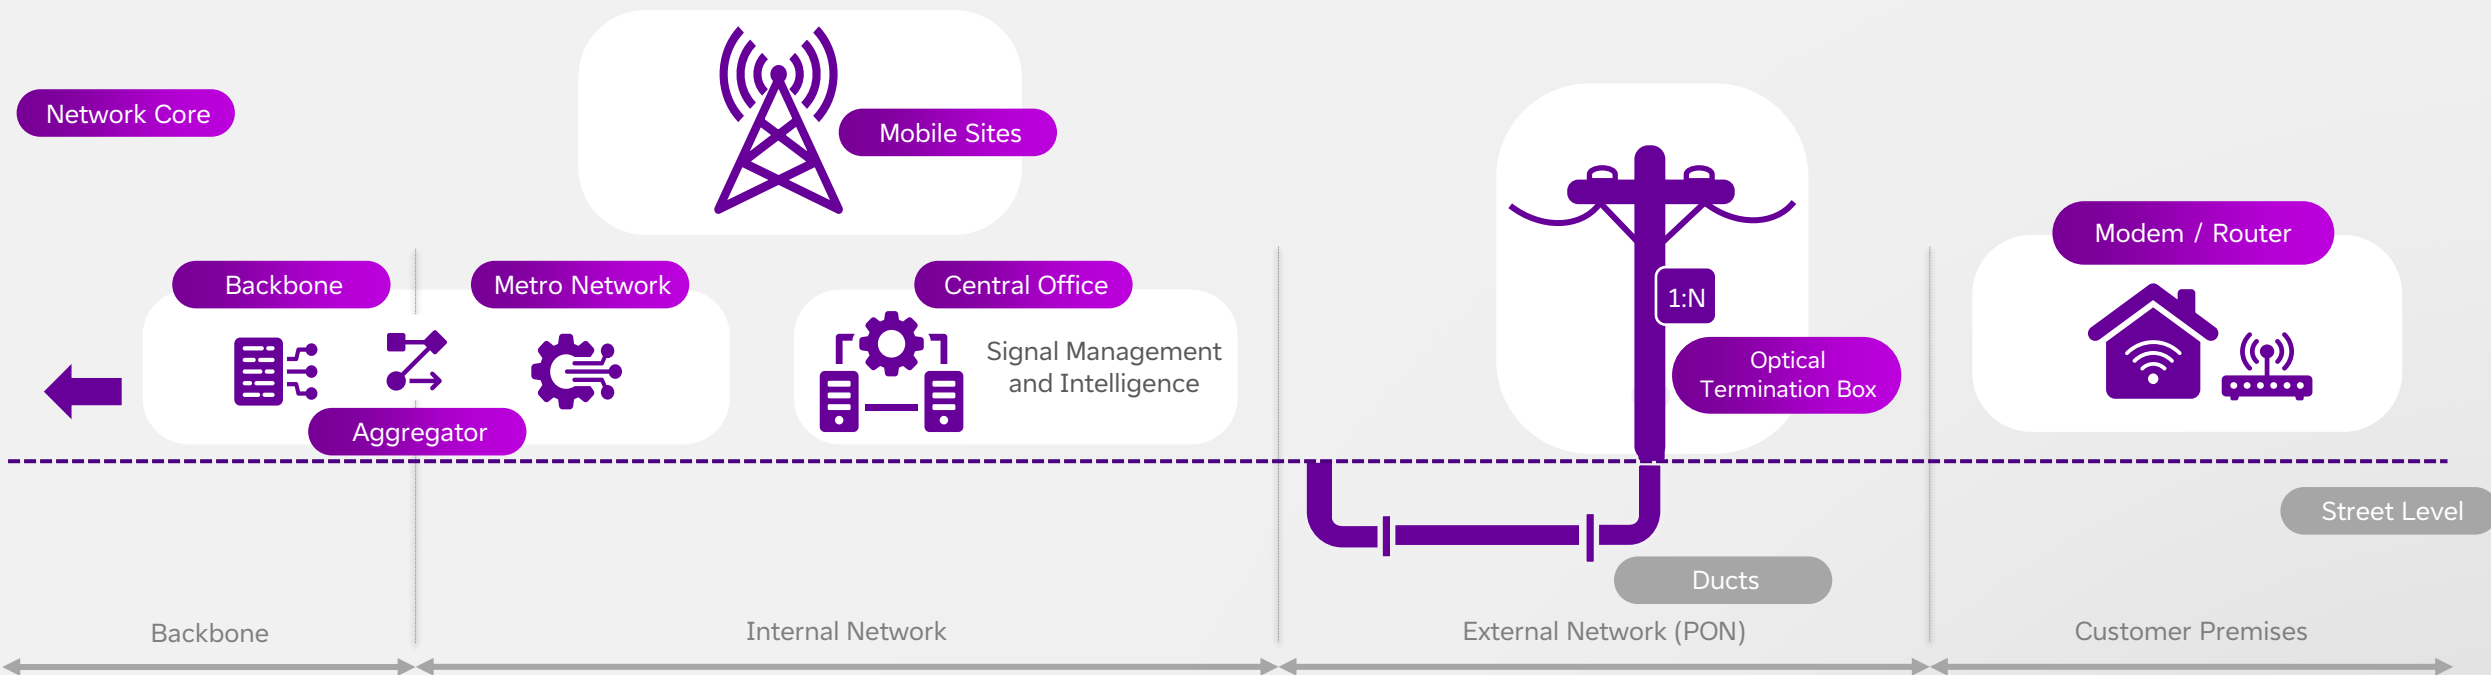 Network Core
Mobile Sites
Backbone
Metro Network
Aggregator
Central Office
Signal Management
and Intelligence
1:N
Optical
Termination Box
Modem / Router
Street Level
Ducts
Backbone
Internal Network
External Network (PON)
Customer Premises